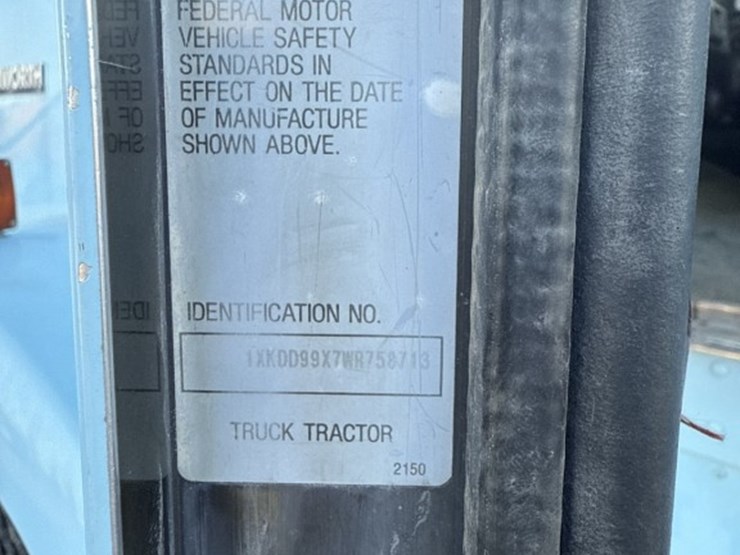 FEDERAL MOTOR
VEHICLE SAFETY
STANDARDS IN
EFFECT ON THE DATE
OF MANUFACTURE
SHOWN ABOVE.
IDENTIFICATION NO.
1XKDD99X7WR758713
TRUCK TRACTOR
2150